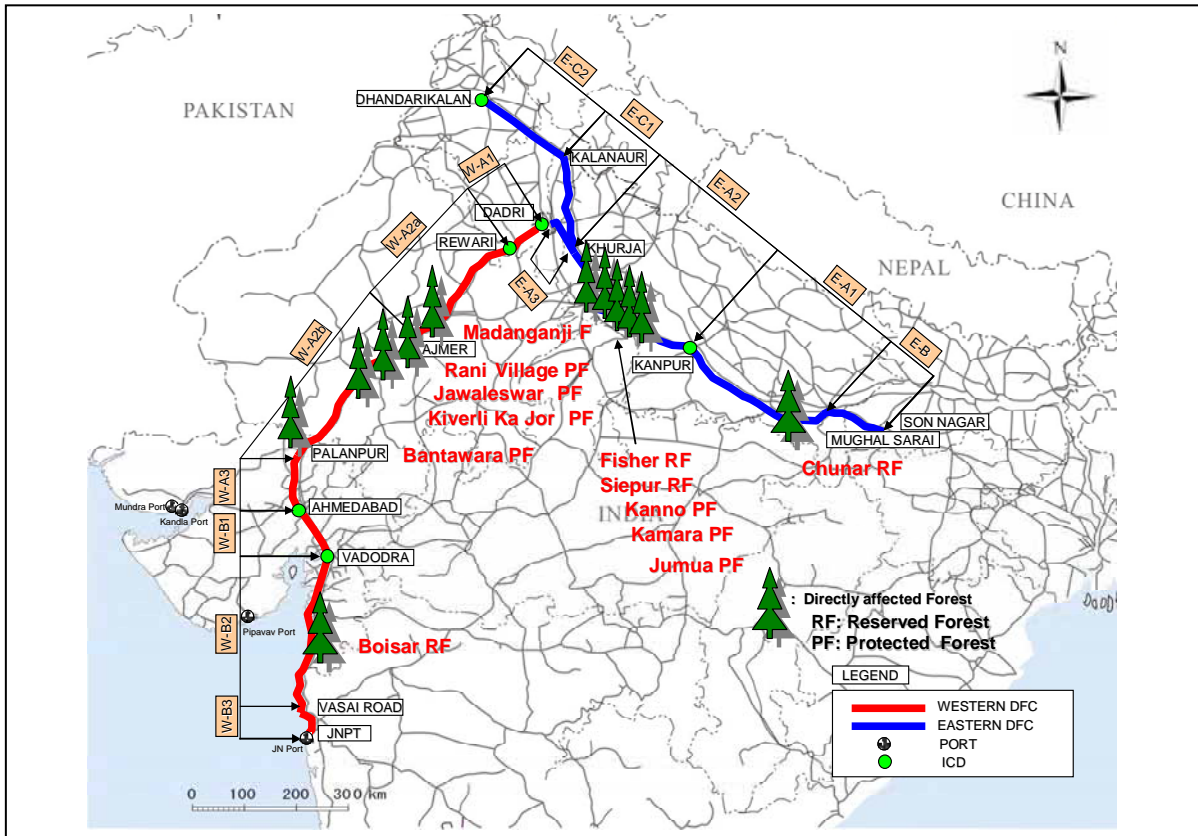 N
PAKISTAN
CHINA
NEPAL
INDIA
E-C2
E-C1
E-A2
E-A1
E-B
E-A3
W-A1
W-A2a
W-A2b
W-A3
W-B1
W-B2
W-B3
DHANDARIKALAN
KALANAUR
DADRI
REWARI
KHURJA
AJMER
KANPUR
SON NAGAR
MUGHAL SARAI
PALANPUR
AHMEDABAD
VADODRA
VASAI ROAD
JNPT
Mundra Port
Kandla Port
Pipavav Port
JN Port
Madanganji F
Rani Village PF
Jawaleswar PF
Kiverli Ka Jor PF
Bantawara PF
Fisher RF
Siepur RF
Kanno PF
Kamara PF
Jumua PF
Chunar RF
Boisar RF
: Directly affected Forest
RF: Reserved Forest
PF: Protected Forest
LEGEND
WESTERN DFC
EASTERN DFC
PORT
ICD
0 100 200 300 km